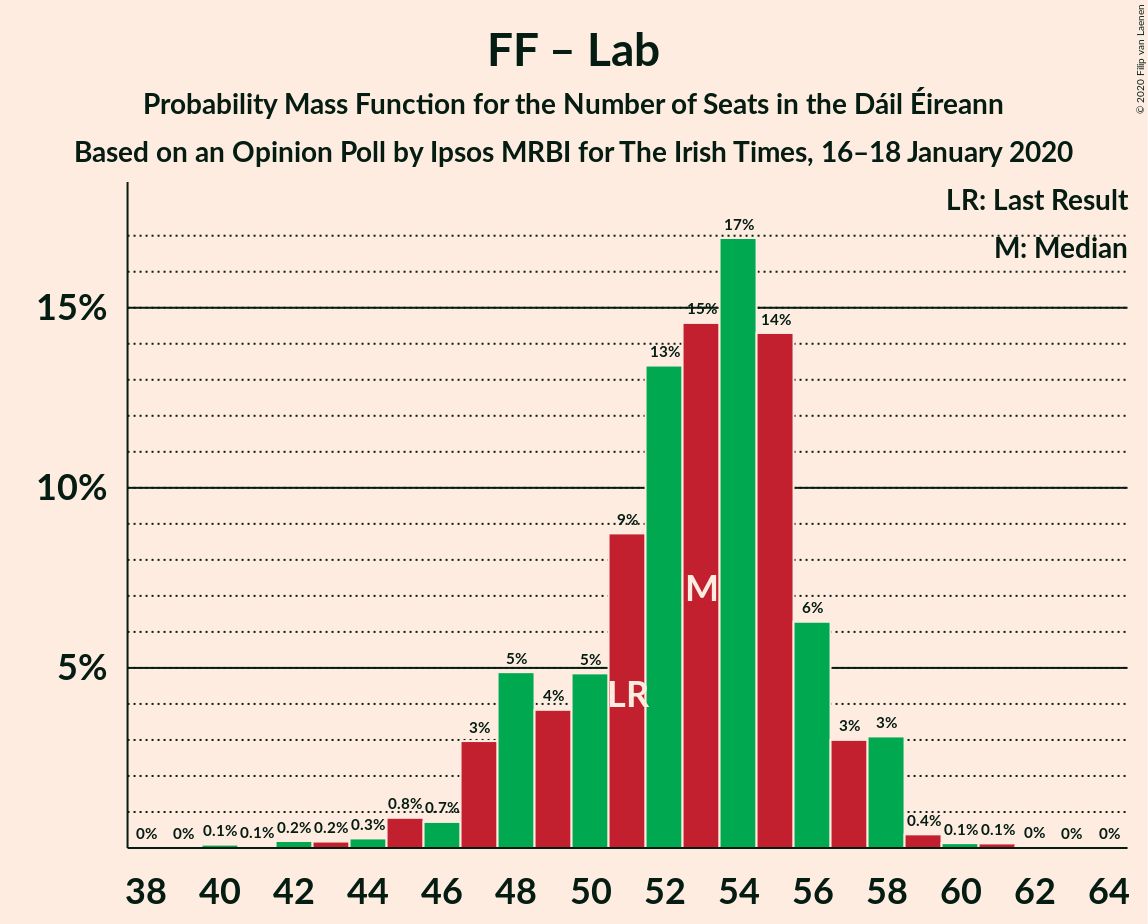 FF – Lab
Probability Mass Function for the Number of Seats in the Dáil Éireann
Based on an Opinion Poll by Ipsos MRBI for The Irish Times, 16–18 January 2020
© 2020 Filip van Laenen
LR: Last Result
M: Median
15%
10%
5%
0% 0% 0.1% 0.1% 0.2% 0.2% 0.3% 0.8% 0.7% 3% 5% 4% 5% 9% 13% 15% 17% 14% 6% 3% 3% 0.4% 0.1% 0.1% 0% 0% 0%
LR
M
38 40 42 44 46 48 50 52 54 56 58 60 62 64